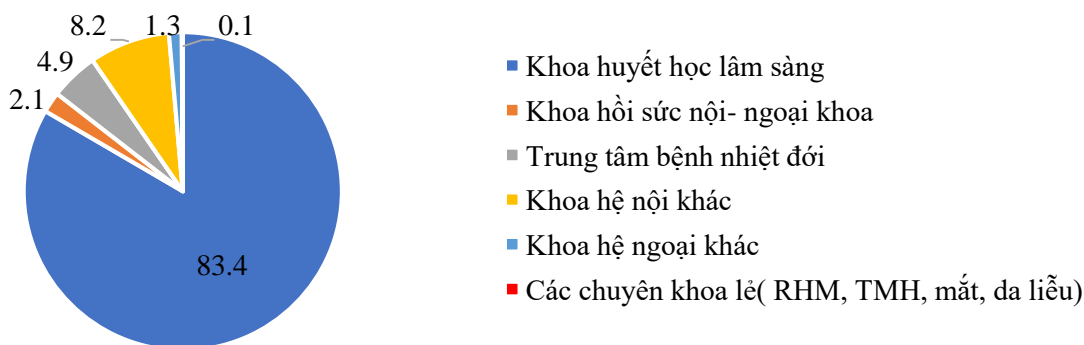 8.2 1.3 0.1
4.9
2.1
83.4
Khoa huyết học lâm sàng
Khoa hồi sức nội- ngoại khoa
Trung tâm bệnh nhiệt đới
Khoa hệ nội khác
Khoa hệ ngoại khác
Các chuyên khoa lẻ( RHM, TMH, mắt, da liễu)